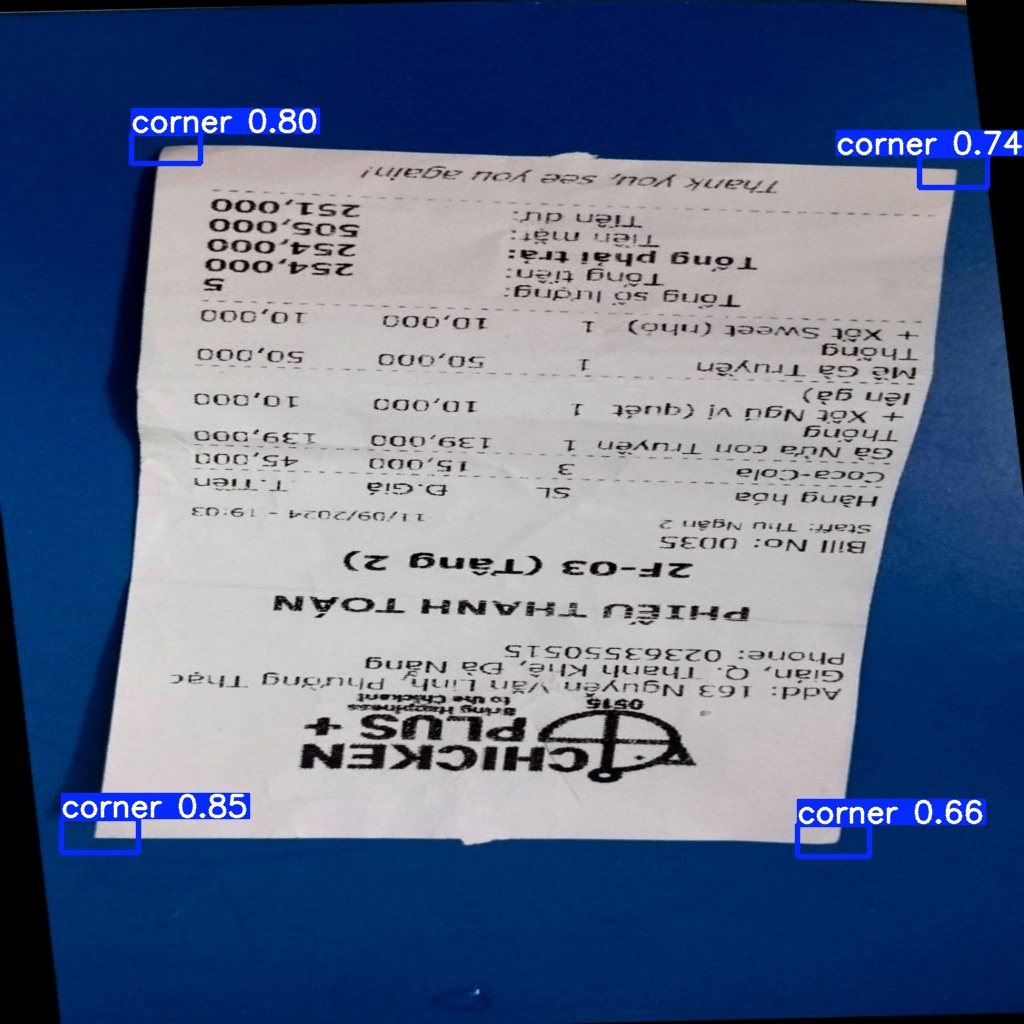 CHICKEN
PLUS +
Bring Happiness
to the Chickent
0515
Add: 163 Nguyễn Văn Linh, Phường Thạc
Gián, Q. Thanh Khê, Đà Nẵng
Phone: 02363550515
PHIẾU THANH TOÁN
2F-03 (Tầng 2)
Bill No: 0035
Staff: Thu Ngân 2 11/09/2024 - 19:03
Hàng hóa SL Đ.Giá T.Tiền
Coca-Cola 3 15,000 45,000
Gà Nửa con Truyền 1 139,000 139,000
Thống
+ Xốt Ngũ vị (quét 1 10,000 10,000
lên gà)
Mề Gà Truyền 1 50,000 50,000
Thống
+ Xốt Sweet (nhỏ) 1 10,000 10,000
Tổng số lượng: 5
Tổng tiền: 254,000
Tổng phải trả: 254,000
Tiền mặt: 505,000
Tiền dư: 251,000
Thank you, see you again!
corner 0.80
corner 0.74
corner 0.85
corner 0.66